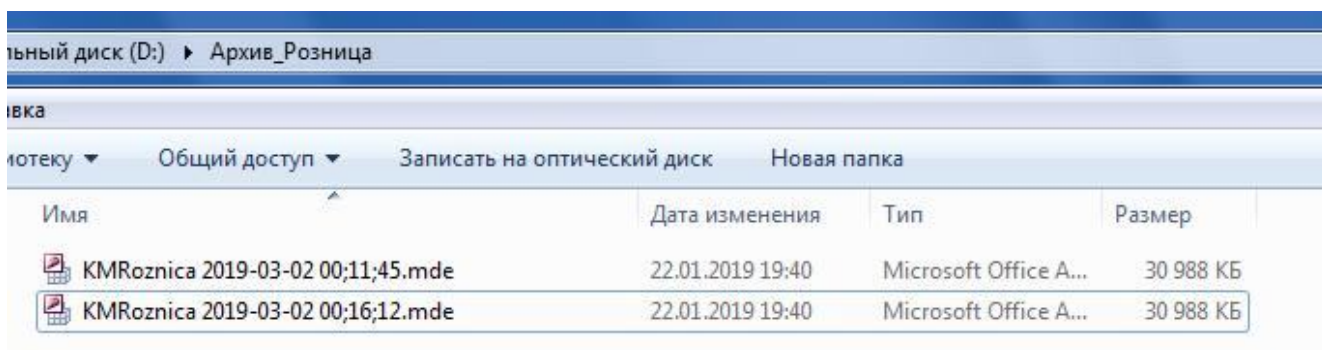 льный диск (D:) ▸ Архив_Розница
авка
иотеку ▼ Общий доступ ▼ Записать на оптический диск Новая папка
Имя Дата изменения Тип Размер
KMRoznica 2019-03-02 00;11;45.mde 22.01.2019 19:40 Microsoft Office A... 30 988 КБ
KMRoznica 2019-03-02 00;16;12.mde 22.01.2019 19:40 Microsoft Office A... 30 988 КБ